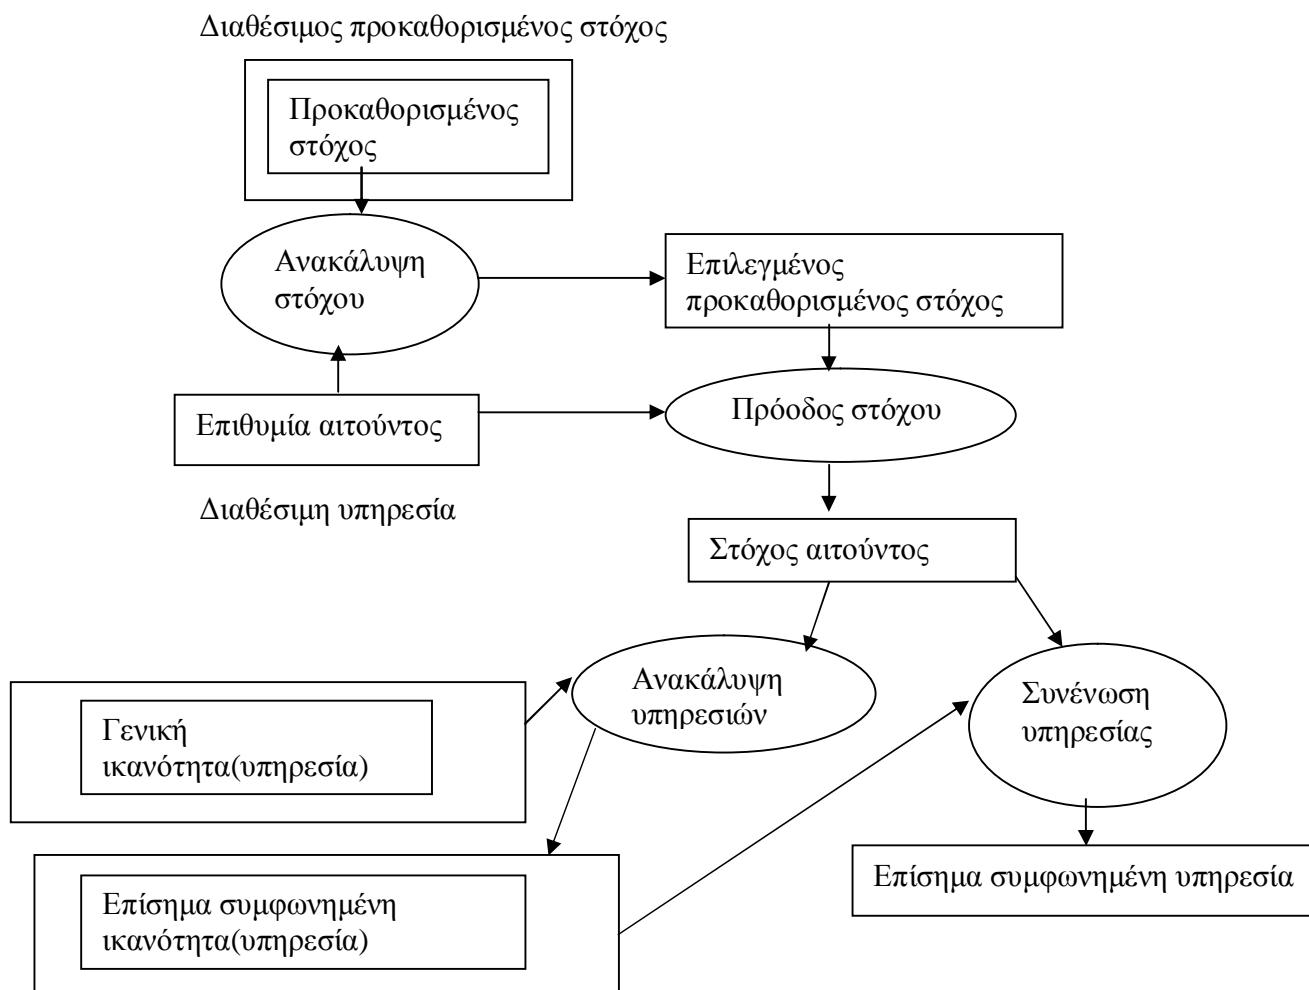 Διαθέσιμος προκαθορισμένος στόχος
Προκαθορισμένος
στόχος
Ανακάλυψη
στόχου
Επιλεγμένος
προκαθορισμένος στόχος
Επιθυμία αιτούντος
Πρόοδος στόχου
Διαθέσιμη υπηρεσία
Στόχος αιτούντος
Ανακάλυψη
υπηρεσιών
Συνένωση
υπηρεσίας
Γενική
ικανότητα(υπηρεσία)
Επίσημα συμφωνημένη υπηρεσία
Επίσημα συμφωνημένη
ικανότητα(υπηρεσία)